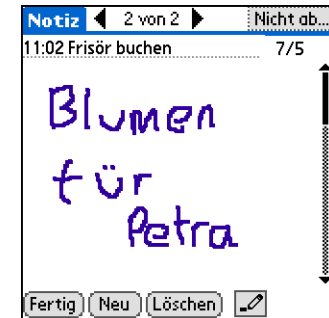 Notiz 2 von 2 Nicht ab...
11:02 Frisör buchen 7/5
Blumen
für
Petra
Fertig Neu Löschen